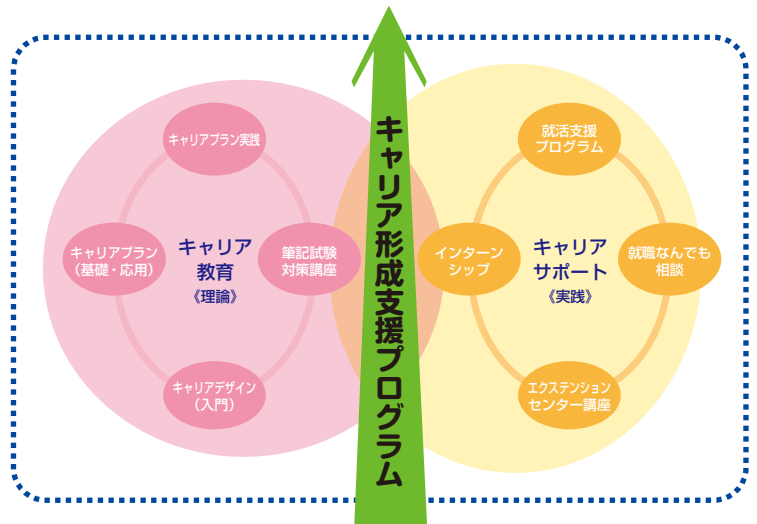 キャリア形成支援プログラム
キャリアプラン実践
キャリアプラン
（基礎・応用）
キャリア
教育
《理論》
筆記試験
対策講座
キャリアデザイン
（入門）
就活支援
プログラム
インターン
シップ
キャリア
サポート
《実践》
就職なんでも
相談
エクステンション
センター講座